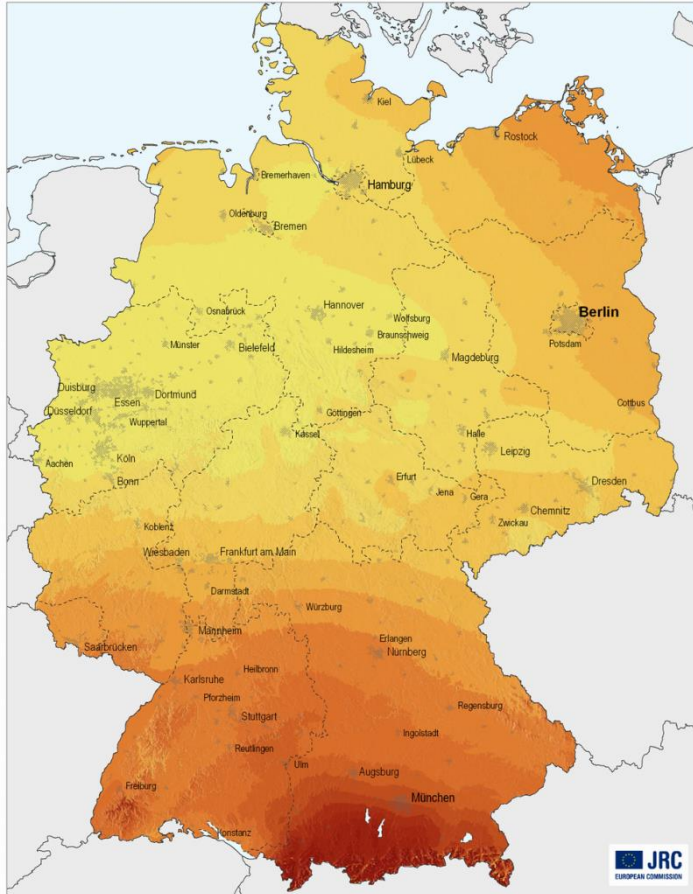 Kiel
Rostock
Lübeck
Bremerhaven
Hamburg
Oldenburg
Bremen
Berlin
Osnabrück
Hannover
Wolfsburg
Potsdam
Münster
Bielefeld
Braunschweig
Hildesheim
Magdeburg
Duisburg
Dortmund
Essen
Cottbus
Düsseldorf
Göttingen
Wuppertal
Kassel
Halle
Leipzig
Köln
Aachen
Bonn
Erfurt
Dresden
Jena
Gera
Chemnitz
Zwickau
Koblenz
Wiesbaden
Frankfurt am Main
Darmstadt
Würzburg
Mannheim
Erlangen
Saarbrücken
Nürnberg
Heilbronn
Karlsruhe
Pforzheim
Regensburg
Stuttgart
Ingolstadt
Reutlingen
Ulm
Augsburg
Freiburg
München
Konstanz
JRC
EUROPEAN COMMISSION